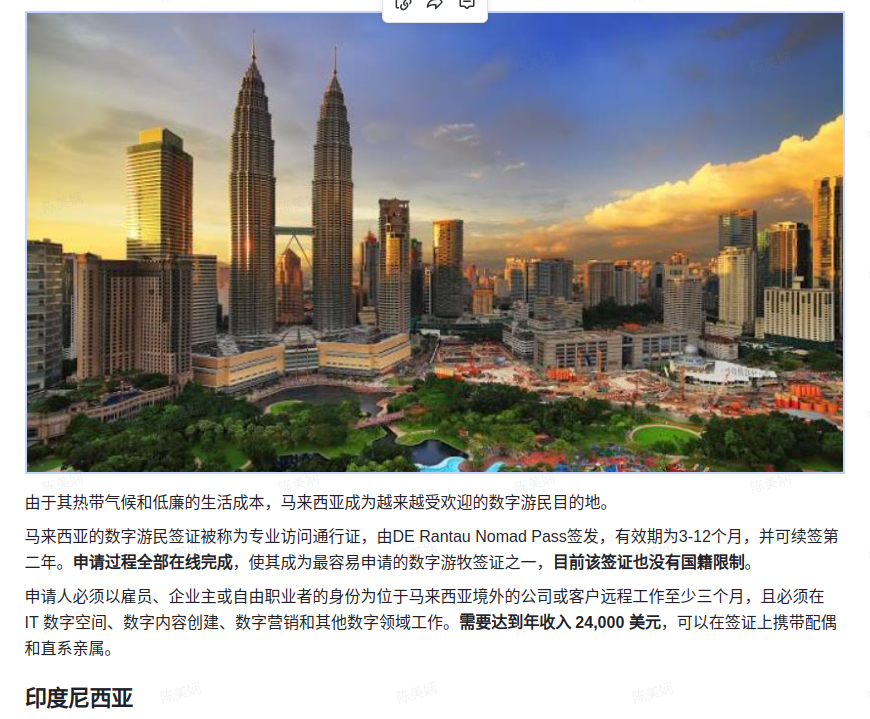 由于其热带气候和低廉的生活成本，马来西亚成为越来越受欢迎的数字游民目的地。
马来西亚的数字游民签证被称为专业访问通行证，由DE Rantau Nomad Pass签发，有效期为3-12个月，并可续签第
二年。申请过程全部在线完成，使其成为最容易申请的数字游牧签证之一，目前该签证也没有国籍限制。
申请人必须以雇员、企业主或自由职业者的身份为位于马来西亚境外的公司或客户远程工作至少三个月，且必须在
IT 数字空间、数字内容创建、数字营销和其他数字领域工作。需要达到年收入 24,000 美元，可以在签证上携带配偶
和直系亲属。
印度尼西亚